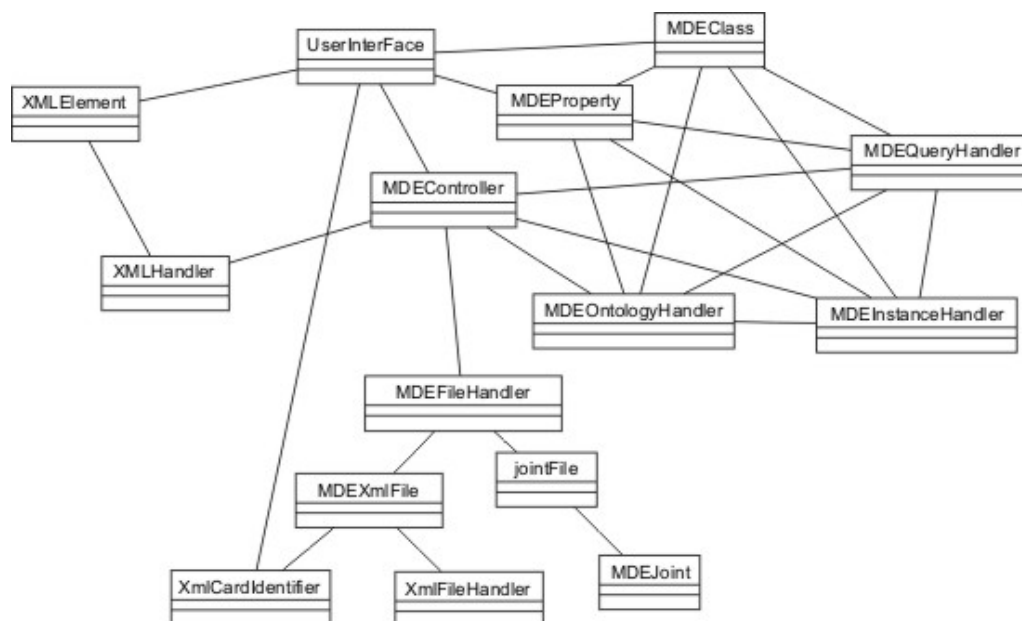 MDEClass
UserInterFace
XMLElement
MDEProperty
MDEQueryHandler
MDEController
XMLHandler
MDEOntologyHandler
MDEInstanceHandler
MDEFileHandler
jointFile
MDEXmlFile
MDEJoint
XmlCardIdentifier
XmlFileHandler